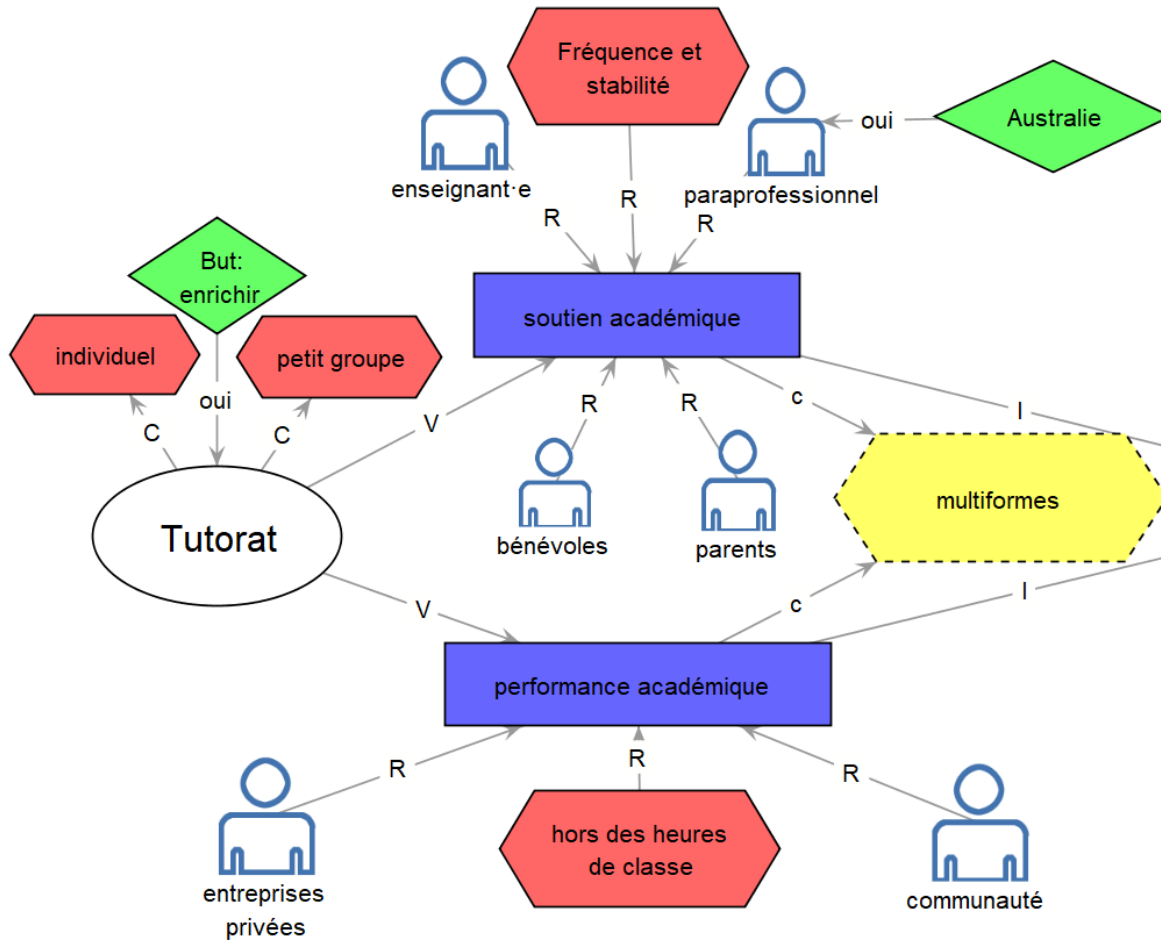 Fréquence et
stabilité
oui
Australie
enseignant·e
paraprofessionnel
R
R
R
But:
enrichir
soutien académique
individuel
petit groupe
oui
C
C
V
R
R
c
I
multiformes
Tutorat
bénévoles
parents
V
c
I
performance académique
R
R
R
hors des heures
de classe
entreprises
privées
communauté